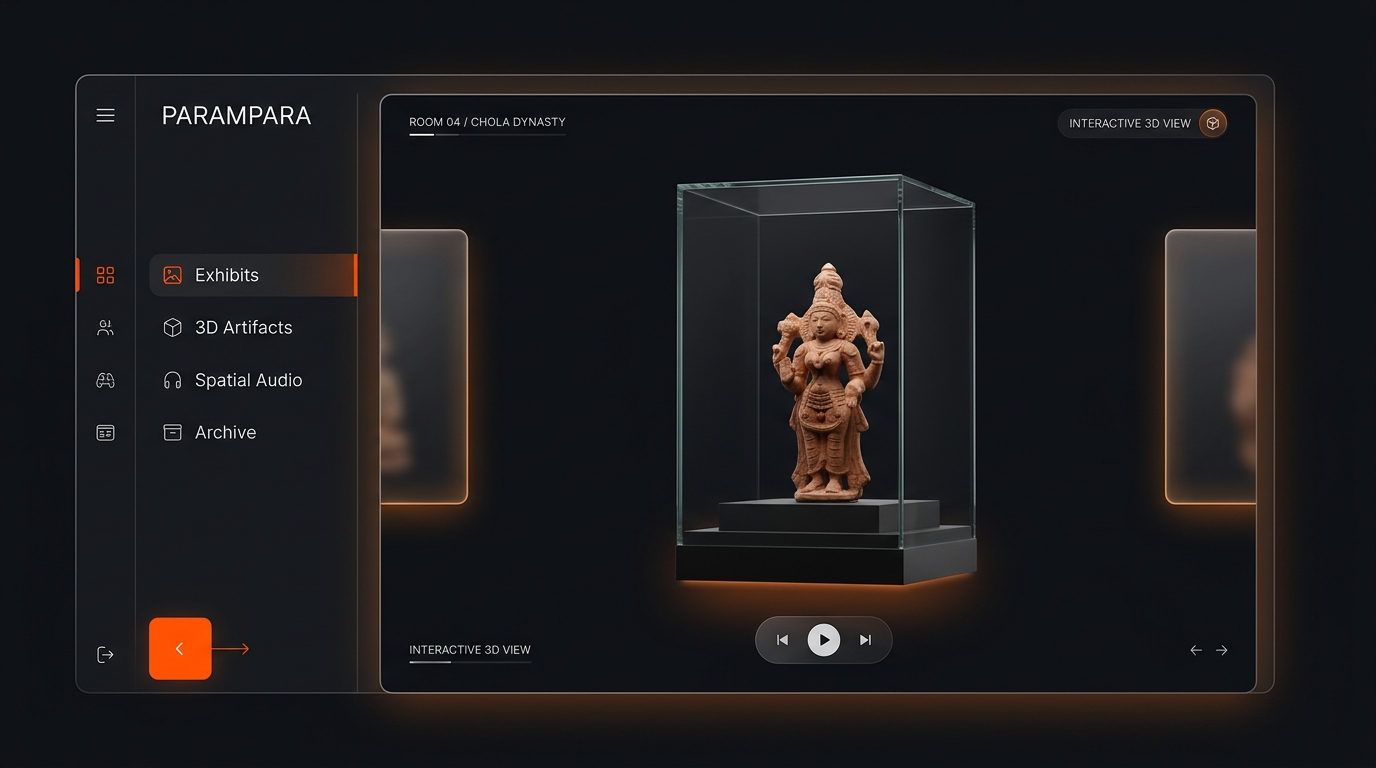 PARAMPARA
Exhibits
3D Artifacts
Spatial Audio
Archive
ROOM 04 / CHOLA DYNASTY
INTERACTIVE 3D VIEW
INTERACTIVE 3D VIEW